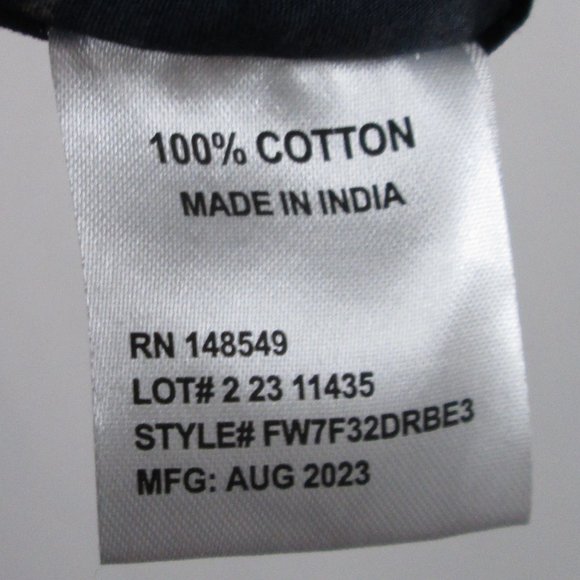 100% COTTON
MADE IN INDIA
RN 148549
LOT# 2 23 11435
STYLE# FW7F32DRBE3
MFG: AUG 2023